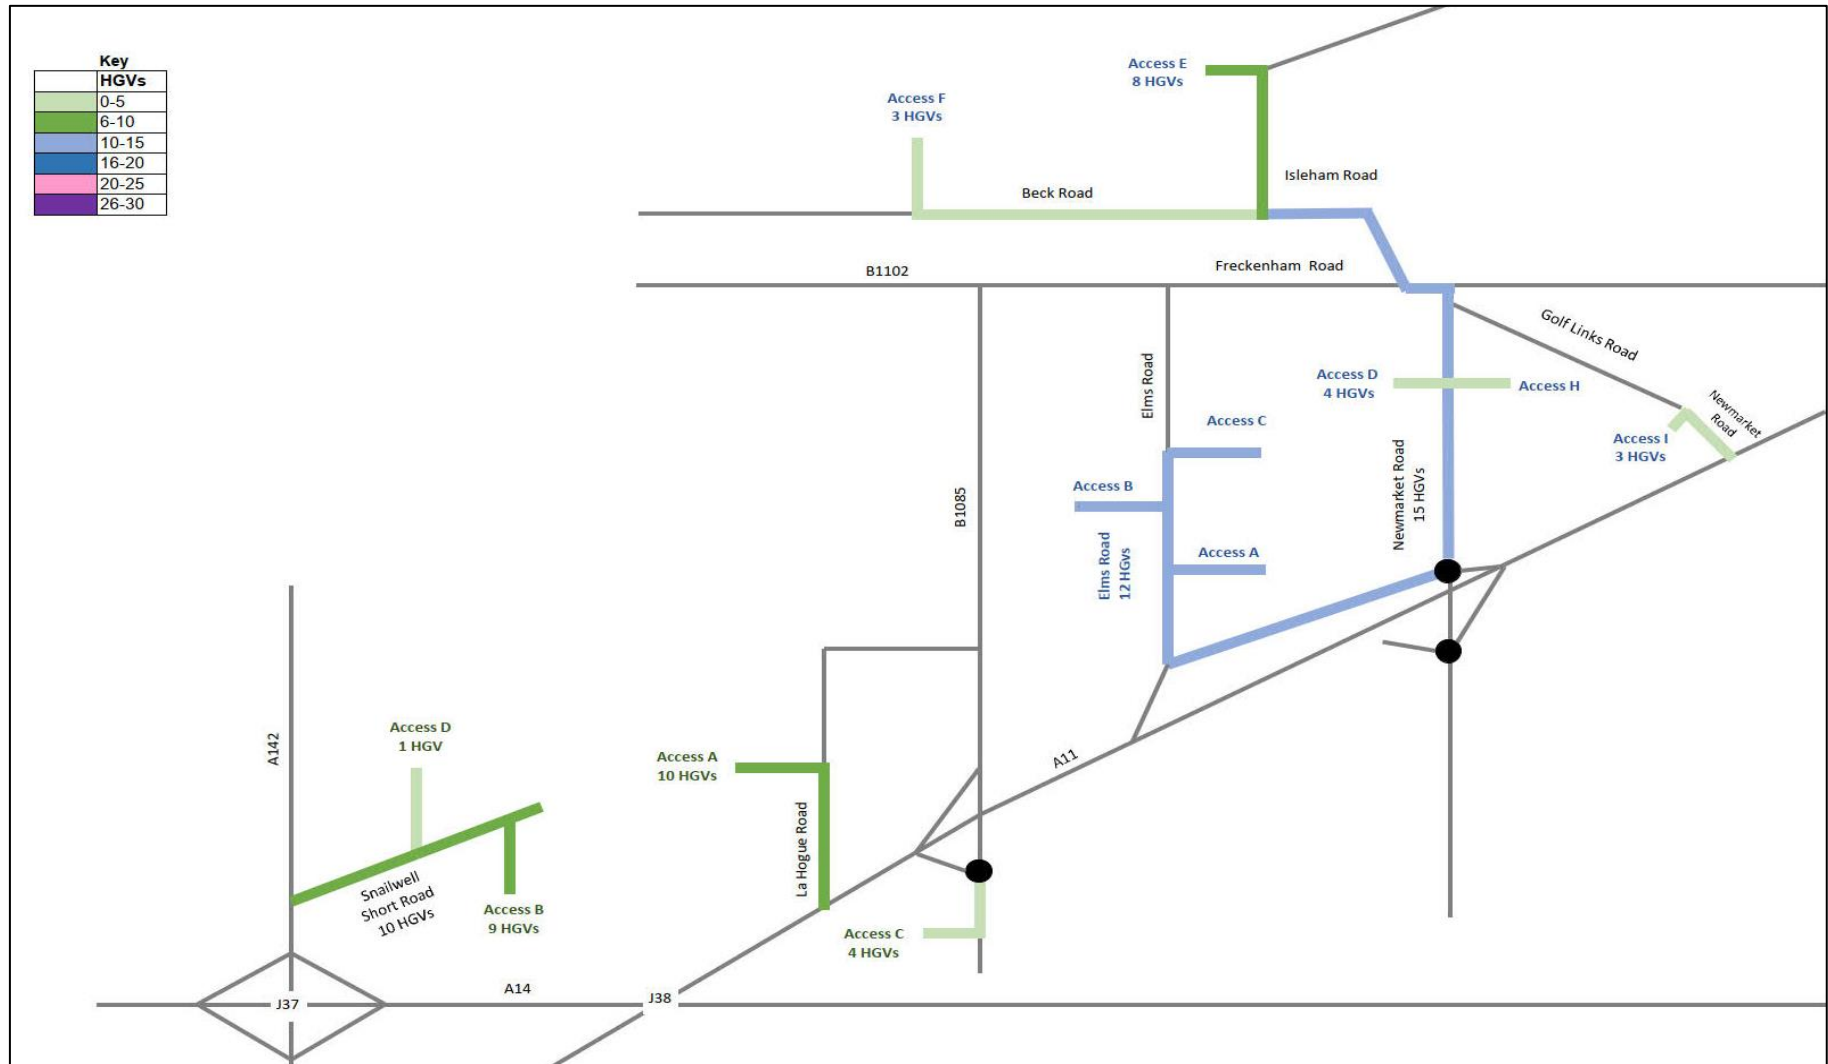 Key
HGVs
0-5
6-10
10-15
16-20
20-25
26-30
Access E
8 HGVs
Access F
3 HGVs
Isleham Road
Beck Road
B1102
Freckenham Road
Golf Links Road
Elms Road
Access D
4 HGVs
Access H
Newmarket
Road
Access I
3 HGVs
Access C
Newmarket Road
15 HGVs
Access B
B1085
Elms Road
12 HGvs
Access A
A142
Access D
1 HGV
Access A
10 HGVs
A11
La Hogue Road
Snailwell
Short Road
10 HGVs
Access B
9 HGVs
Access C
4 HGVs
A14
J37
J38